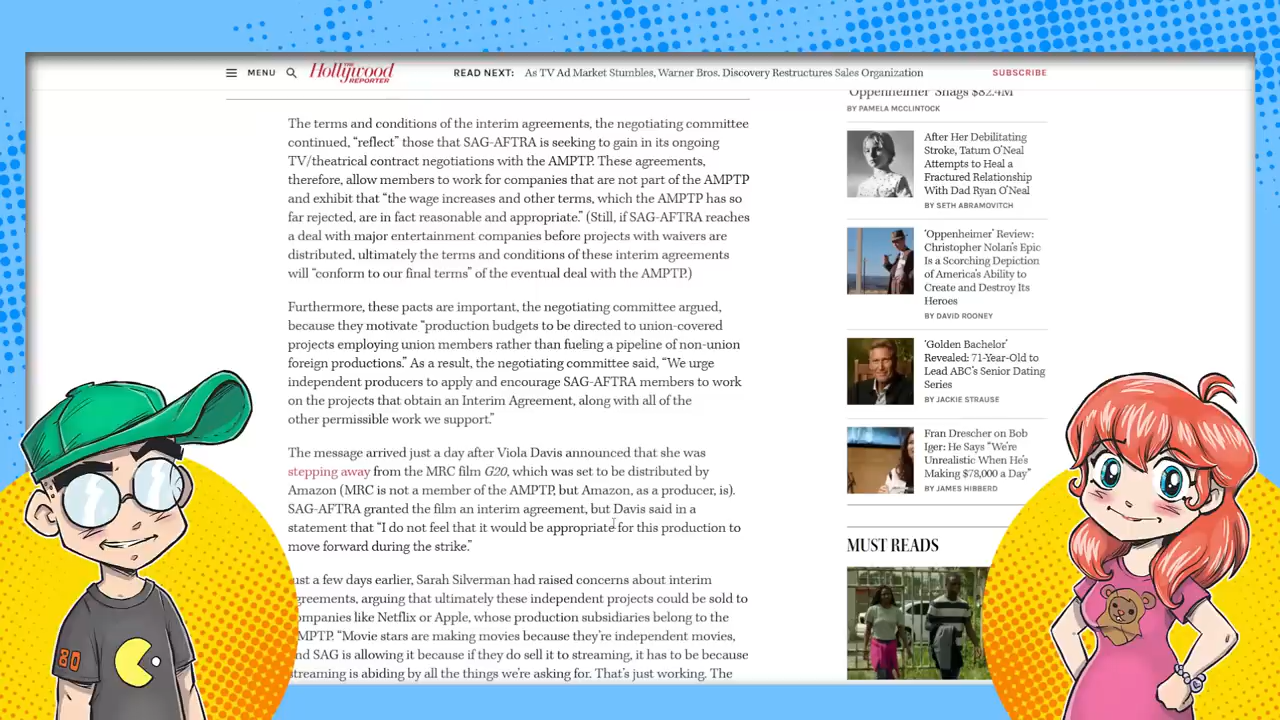 MENU
THE
Hollywood
REPORTER
READ NEXT: As TV Ad Market Stumbles, Warner Bros. Discovery Restructures Sales Organization
SUBSCRIBE
The terms and conditions of the interim agreements, the negotiating committee
continued, “reflect” those that SAG-AFTRA is seeking to gain in its ongoing
TV/theatrical contract negotiations with the AMPTP. These agreements,
therefore, allow members to work for companies that are not part of the AMPTP
and exhibit that “the wage increases and other terms, which the AMPTP has so
far rejected, are in fact reasonable and appropriate.” (Still, if SAG-AFTRA reaches
a deal with major entertainment companies before projects with waivers are
distributed, ultimately the terms and conditions of these interim agreements
will “conform to our final terms” of the eventual deal with the AMPTP.)
Furthermore, these pacts are important, the negotiating committee argued,
because they motivate “production budgets to be directed to union-covered
projects employing union members rather than fueling a pipeline of non-union
foreign productions.” As a result, the negotiating committee said, “We urge
independent producers to apply and encourage SAG-AFTRA members to work
on the projects that obtain an Interim Agreement, along with all of the
other permissible work we support.”
The message arrived just a day after Viola Davis announced that she was
stepping away from the MRC film G20, which was set to be distributed by
Amazon (MRC is not a member of the AMPTP, but Amazon, as a producer, is).
SAG-AFTRA granted the film an interim agreement, but Davis said in a
statement that “I do not feel that it would be appropriate for this production to
move forward during the strike.”
ust a few days earlier, Sarah Silverman had raised concerns about interim
greements, arguing that ultimately these independent projects could be sold to
ompanies like Netflix or Apple, whose production subsidiaries belong to the
MPTP. “Movie stars are making movies because they’re independent movies,
nd SAG is allowing it because if they do sell it to streaming, it has to be because
treaming is abiding by all the things we’re asking for. That’s just working. The
‘Oppenheimer’ Snags $82.4M
BY PAMELA MCCLINTOCK
After Her Debilitating
Stroke, Tatum O’Neal
Attempts to Heal a
Fractured Relationship
With Dad Ryan O’Neal
BY SETH ABRAMOVITCH
‘Oppenheimer’ Review:
Christopher Nolan’s Epic
Is a Scorching Depiction
of America’s Ability to
Create and Destroy Its
Heroes
BY DAVID ROONEY
‘Golden Bachelor’
Revealed: 71-Year-Old to
Lead ABC’s Senior Dating
Series
BY JACKIE STRAUSE
Fran Drescher on Bob
Iger: He Says “We’re
Unrealistic When He’s
Making $78,000 a Day”
BY JAMES HIBBERD
MUST READS
80